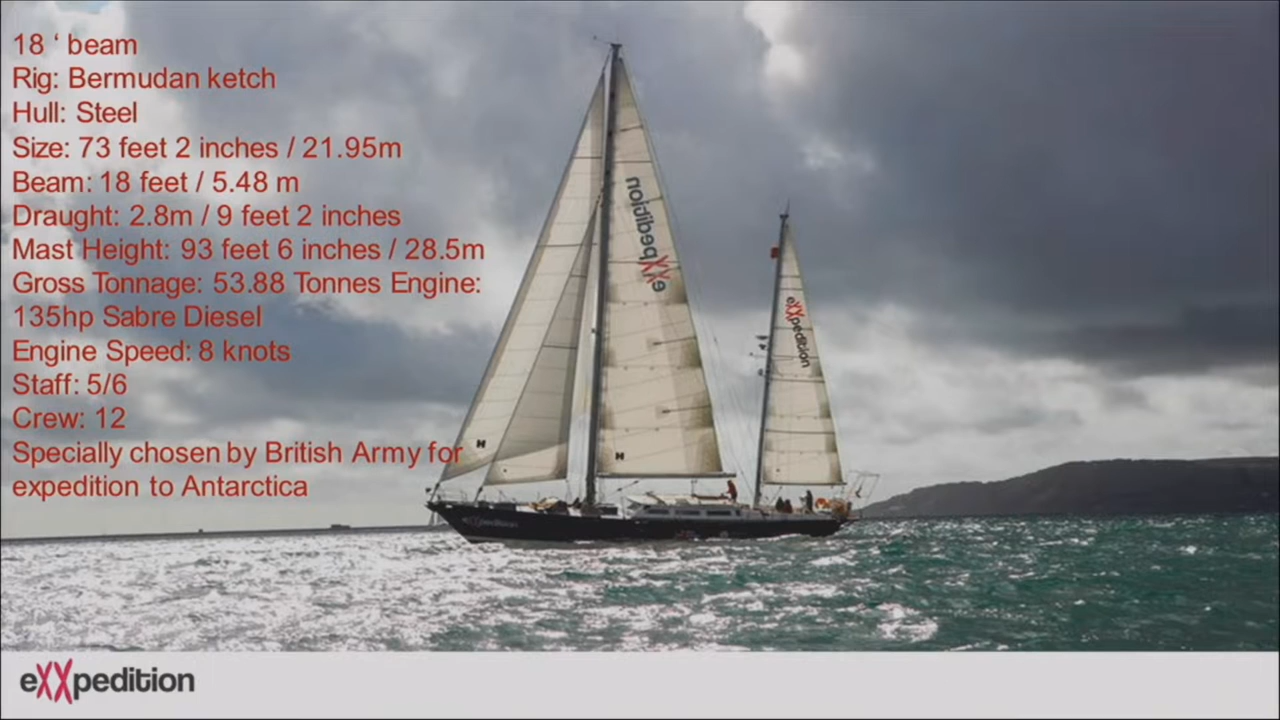 18 ‘ beam
Rig: Bermudan ketch
Hull: Steel
Size: 73 feet 2 inches / 21.95m
Beam: 18 feet / 5.48 m
Draught: 2.8m / 9 feet 2 inches
Mast Height: 93 feet 6 inches / 28.5m
Gross Tonnage: 53.88 Tonnes Engine:
135hp Sabre Diesel
Engine Speed: 8 knots
Staff: 5/6
Crew: 12
Specially chosen by British Army for
expedition to Antarctica
eXXpedition
eXXpedition
H
H
eXXpedition